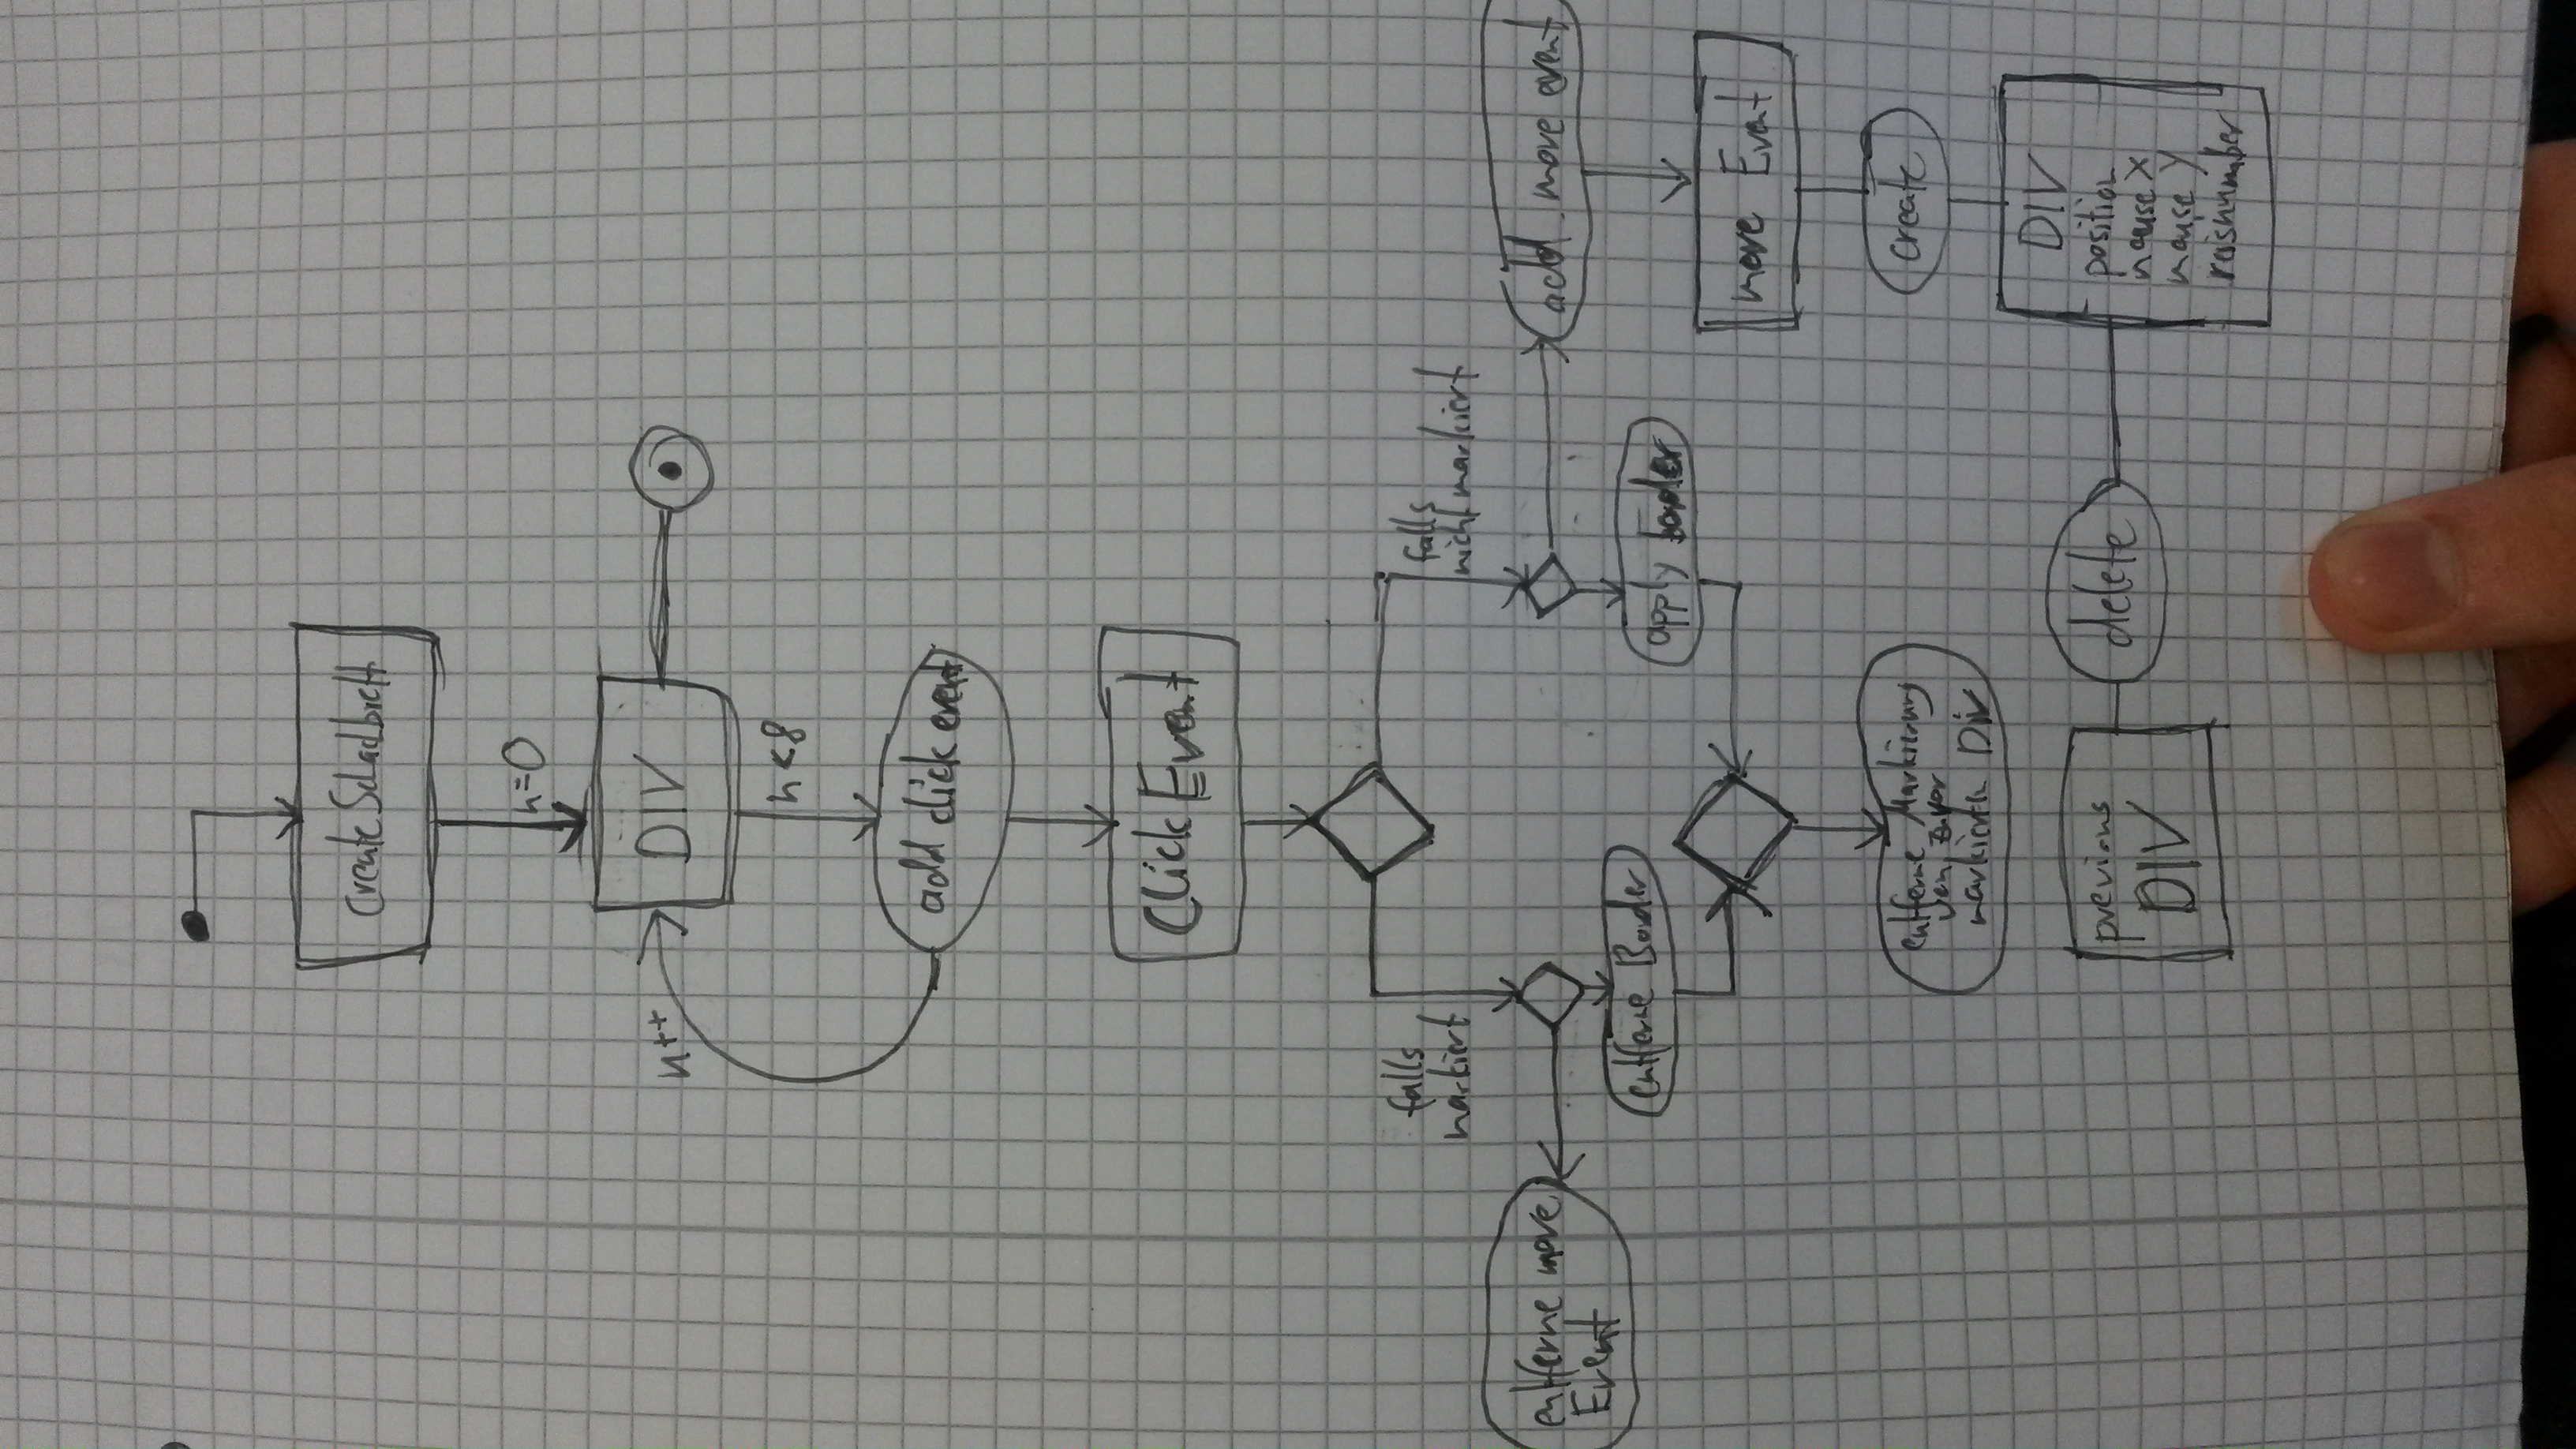 create Schachbrett
n=0
DIV
n++
n<8
add click event
Click Event
falls
markiert
falls
nicht markiert
entferne move
Event
add move event
entferne Border
apply border
move Event
create
entferne Markierung
von zuvor
markierten Div
previous
DIV
delete
DIV
position
mouse X
mouse Y